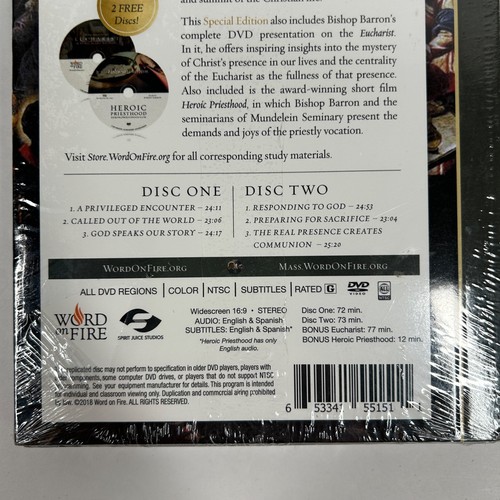 2 FREE
Discs!
and summit of the Christian life.
This Special Edition also includes Bishop Barron's
complete DVD presentation on the Eucharist.
In it, he offers inspiring insights into the mystery
of Christ's presence in our lives and the centrality
of the Eucharist as the fullness of that presence.
Also included is the award-winning short film
Heroic Priesthood, in which Bishop Barron and the
seminarians of Mundelein Seminary present the
demands and joys of the priestly vocation.
HEROIC
PRIESTHOOD
Visit Store.WordOnFire.org for all corresponding study materials.
DISC ONE
1. A PRIVILEGED ENCOUNTER – 24:11
2. CALLED OUT OF THE WORLD – 23:06
3. GOD SPEAKS OUR STORY – 24:17
DISC TWO
1. RESPONDING TO GOD – 24:53
2. PREPARING FOR SACRIFICE – 23:04
3. THE REAL PRESENCE CREATES
COMMUNION – 25:20
WORDONFIRE.ORG
MASS.WORDONFIRE.ORG
ALL DVD REGIONS | COLOR | NTSC | SUBTITLES | RATED G DVD VIDEO
WORD
on
FIRE
SPIRIT JUICE STUDIOS
Widescreen 16:9 • STEREO
AUDIO: English & Spanish
SUBTITLES: English & Spanish*
*Heroic Priesthood has only
English audio.
Disc One: 72 min.
Disc Two: 73 min.
BONUS Eucharist: 77 min.
BONUS Heroic Priesthood: 12 min.
replicated disc may not perform to specification in older DVD players, players with
components, some computer DVD drives, or players that do not support NTSC
See your equipment manufacturer for details. This program is intended
for individual and classroom viewing only. Duplication and commercial airing prohibited
by law. ©2018 Word on Fire. ALL RIGHTS RESERVED.
6 55151 1